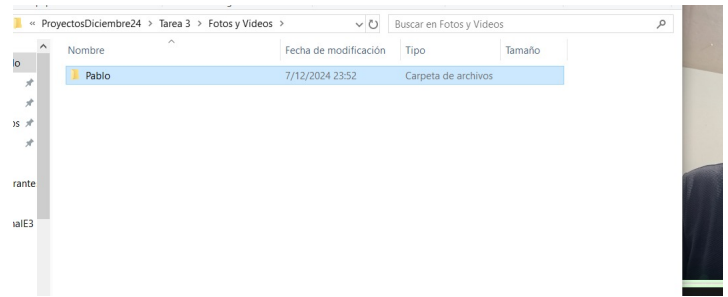 « ProyectosDiciembre24 > Tarea 3 > Fotos y Videos > Buscar en Fotos y Videos
Nombre Fecha de modificación Tipo Tamaño
Pablo 7/12/2024 23:52 Carpeta de archivos